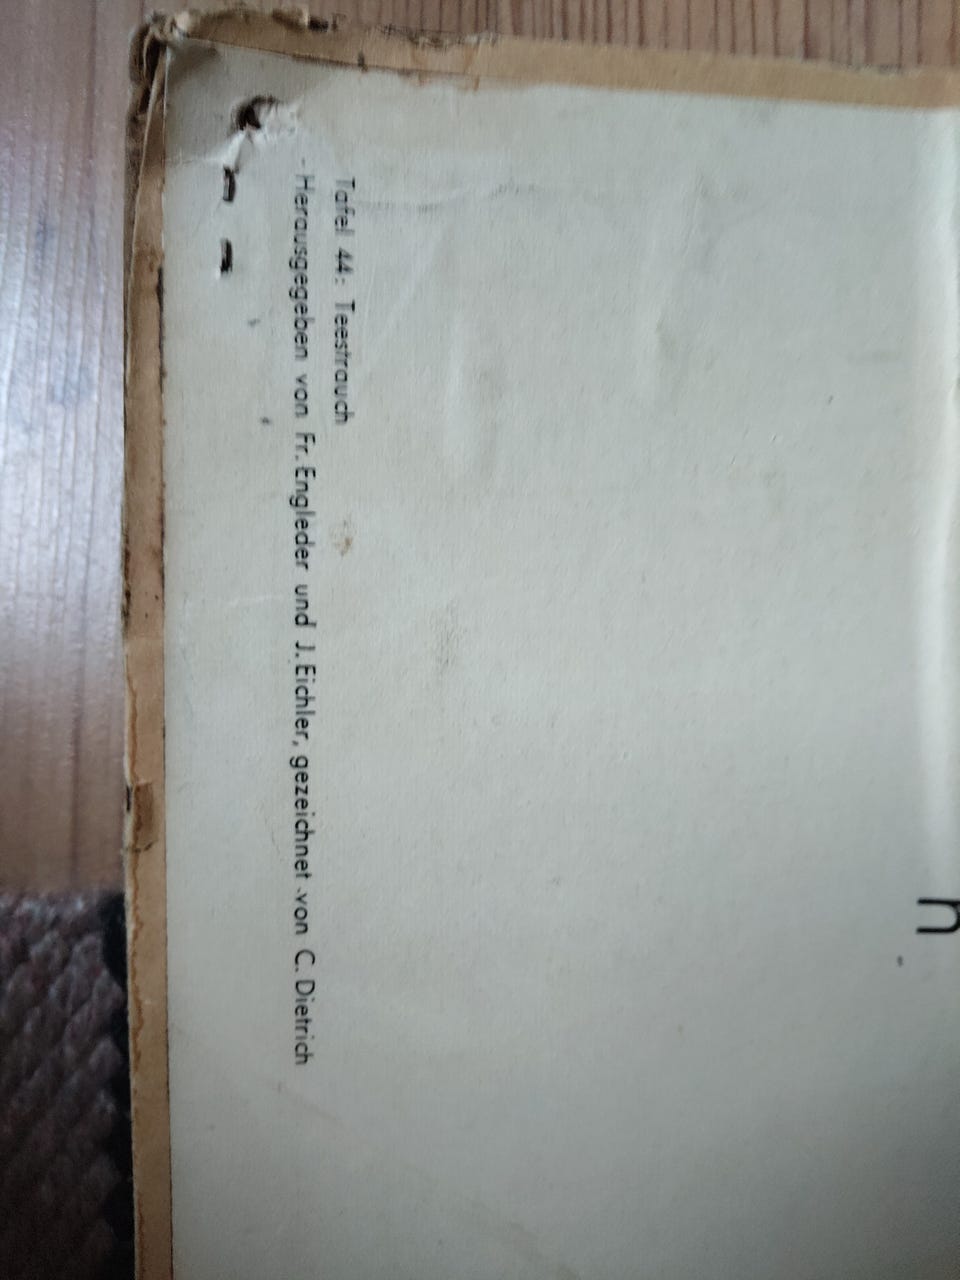 Tafel 44: Teestrauch
Herausgegeben von Fr. Engleder und J. Eichler, gezeichnet von C. Dietrich
h